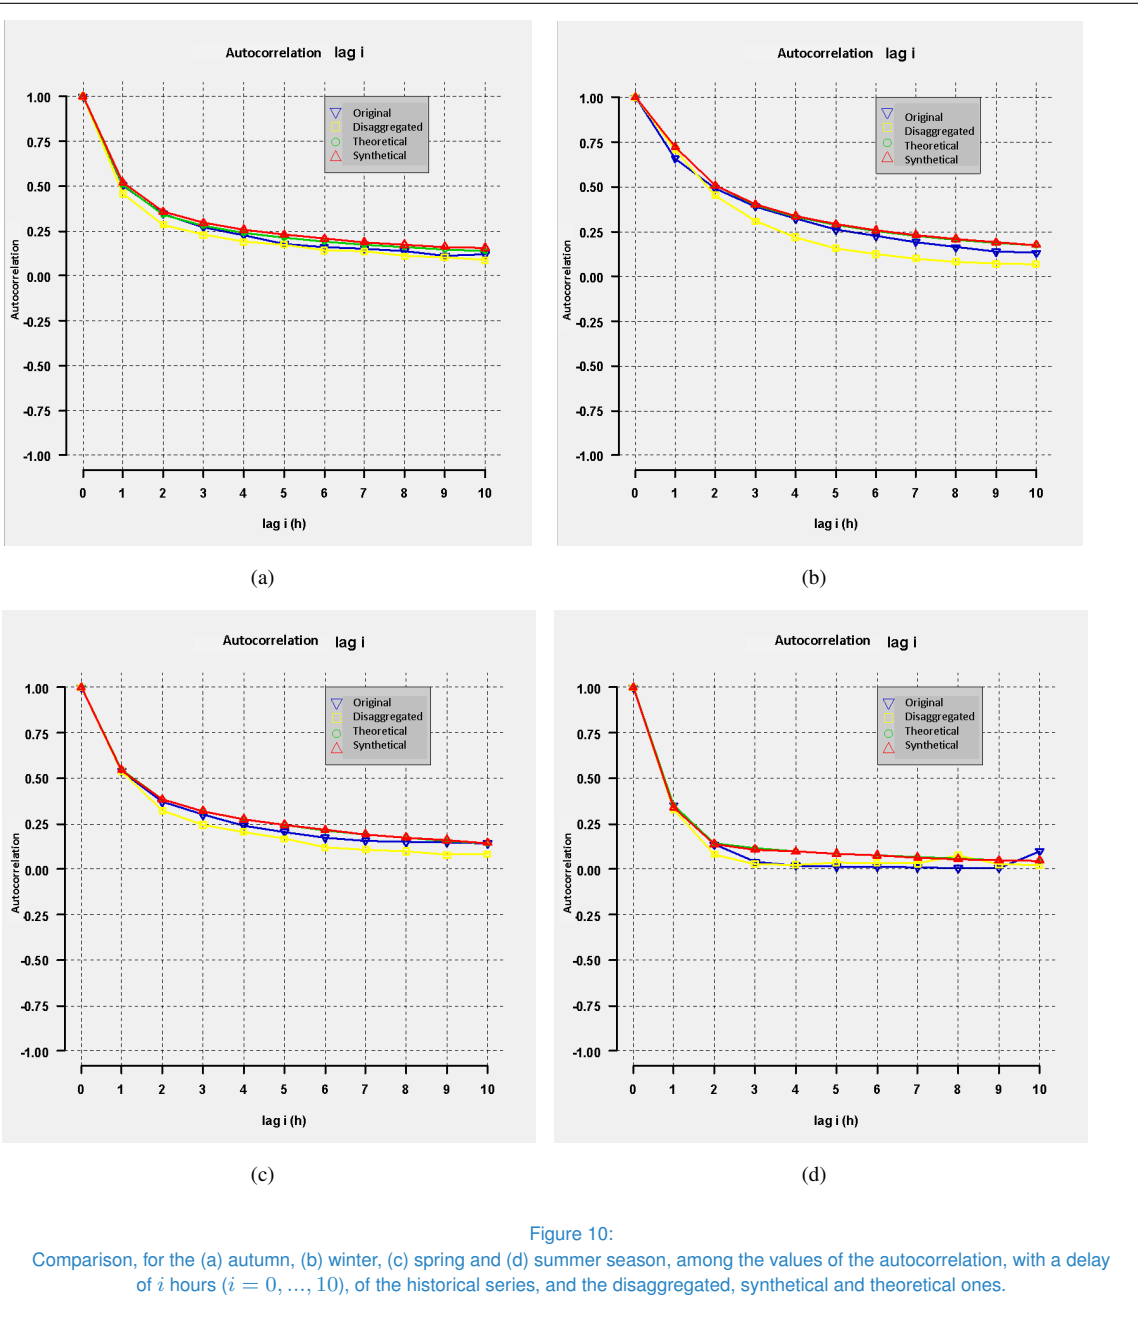 Autocorrelation lag i
1.00
0.75
0.50
0.25
0.00
-0.25
-0.50
-0.75
-1.00
Autocorrelation
Original
Disaggregated
Theoretical
Synthetical
0 1 2 3 4 5 6 7 8 9 10
lag i (h)
(a)
Autocorrelation lag i
1.00
0.75
0.50
0.25
0.00
-0.25
-0.50
-0.75
-1.00
Autocorrelation
Original
Disaggregated
Theoretical
Synthetical
0 1 2 3 4 5 6 7 8 9 10
lag i (h)
(b)
Autocorrelation lag i
1.00
0.75
0.50
0.25
0.00
-0.25
-0.50
-0.75
-1.00
Autocorrelation
Original
Disaggregated
Theoretical
Synthetical
0 1 2 3 4 5 6 7 8 9 10
lag i (h)
(c)
Autocorrelation lag i
1.00
0.75
0.50
0.25
0.00
-0.25
-0.50
-0.75
-1.00
Autocorrelation
Original
Disaggregated
Theoretical
Synthetical
0 1 2 3 4 5 6 7 8 9 10
lag i (h)
(d)
Figure 10:
Comparison, for the (a) autumn, (b) winter, (c) spring and (d) summer season, among the values of the autocorrelation, with a delay
of i hours (i = 0, ..., 10), of the historical series, and the disaggregated, synthetical and theoretical ones.